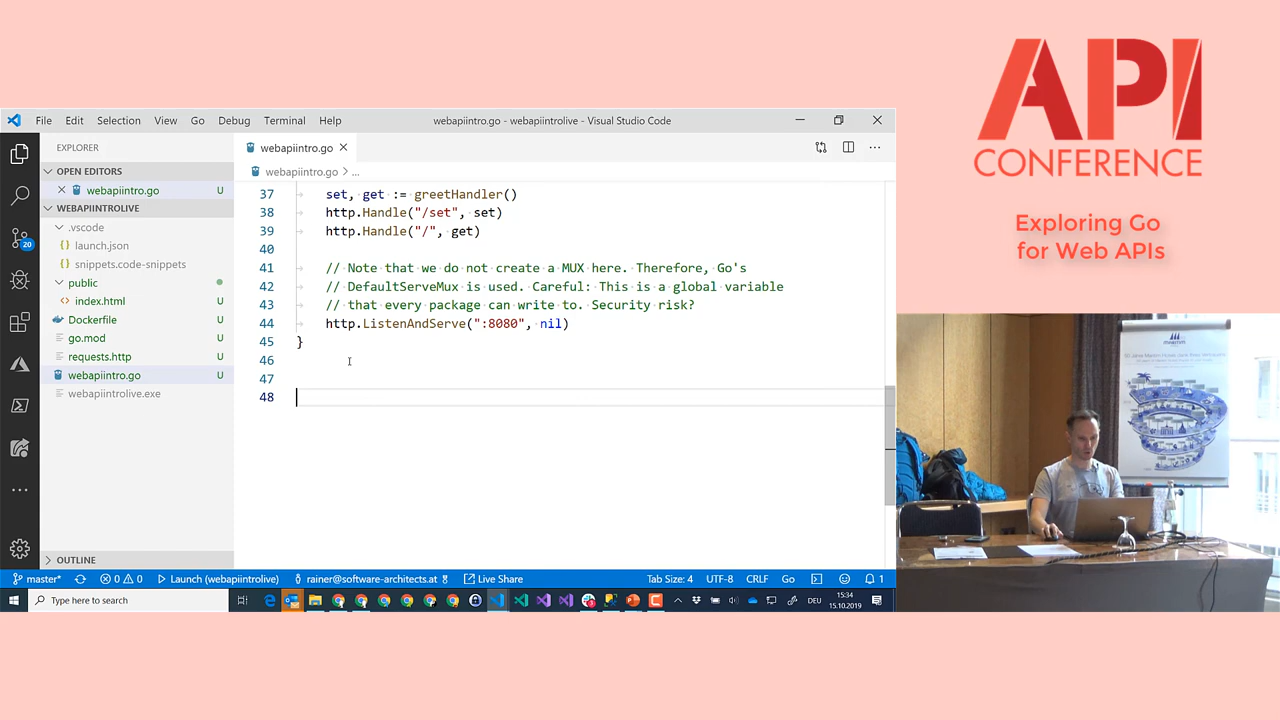 API
CONFERENCE
Exploring Go
for Web APIs
File Edit Selection View Go Debug Terminal Help
webapiintro.go - webapiintrolive - Visual Studio Code
EXPLORER
webapiintro.go
OPEN EDITORS
webapiintro.go > ...
webapiintro.go U
WEBAPIINTROLIVE
.vscode
launch.json
snippets.code-snippets
public
index.html U
Dockerfile U
go.mod U
requests.http U
webapiintro.go U
webapiintrolive.exe
OUTLINE
20
37 set, get := greetHandler()
38 http.Handle("/set", set)
39 http.Handle("/", get)
40
41 // Note that we do not create a MUX here. Therefore, Go's
42 // DefaultServeMux is used. Careful: This is a global variable
43 // that every package can write to. Security risk?
44 http.ListenAndServe(":8080", nil)
45 }
46
47
48
master* 0 0 Launch (webapiintrolive) rainer@software-architects.at Live Share Tab Size: 4 UTF-8 CRLF Go 1
Type here to search
DEU
15:34
15.10.2019